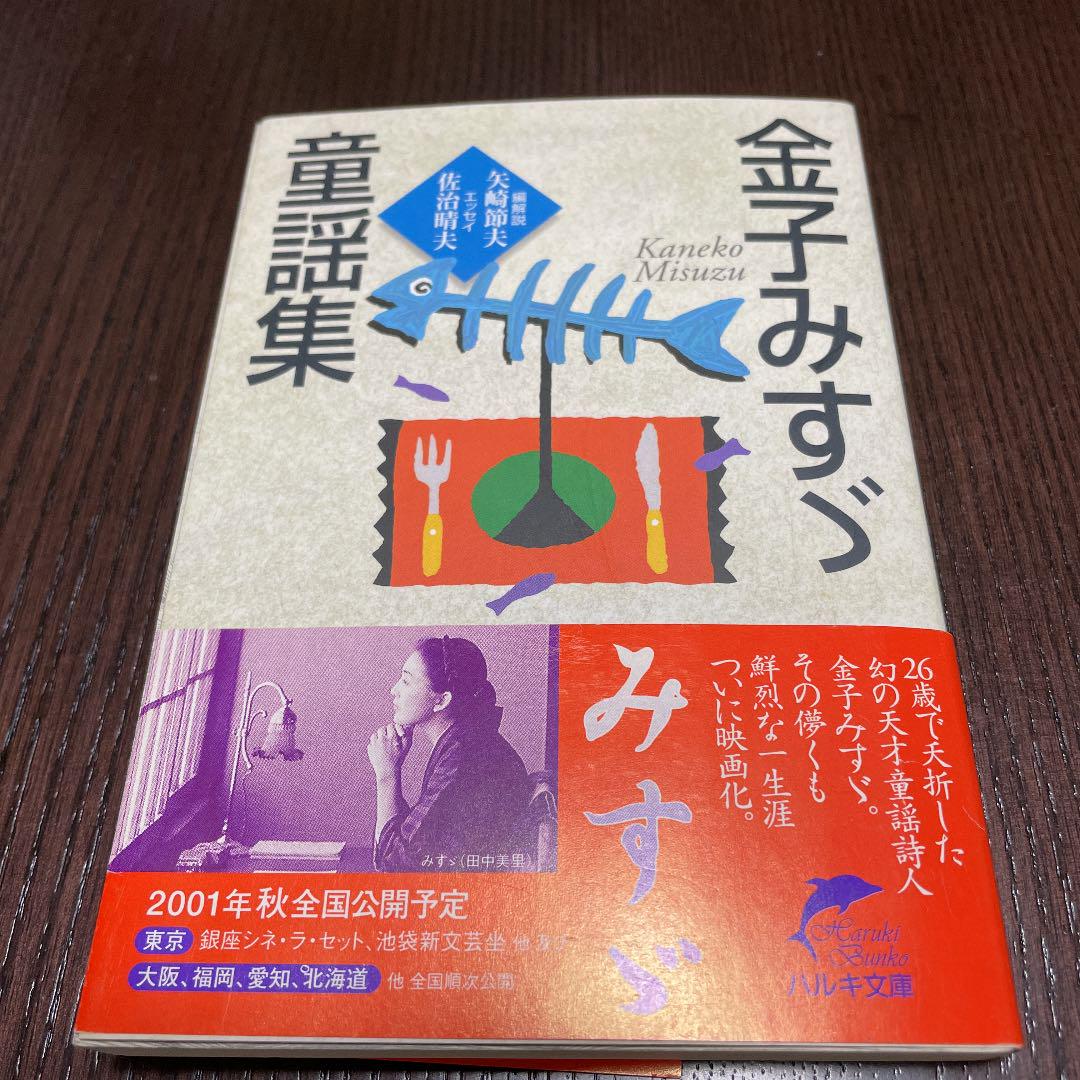 金子みすゞ
Kaneko
Misuzu
編解説
矢崎節夫
エッセイ
佐治晴夫
童謡集
26歳で夭折した
幻の天才童謡詩人
金子みすゞ。
その儚くも
鮮烈な一生涯
ついに映画化。
みすゞ
みすゞ(田中美里)
2001年秋全国公開予定
東京 銀座シネ・ラ・セット、池袋新文芸坐 他
大阪、福岡、愛知、北海道 他 全国順次公開
Haruki
Bunko
ハルキ文庫